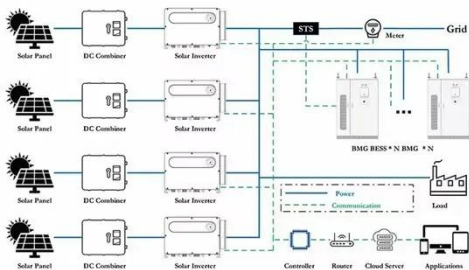 STS
Meter
Grid
Solar Panel
DC Combiner
Solar Inverter
BMG BESS * N BMG * N
Solar Panel
DC Combiner
Solar Inverter
Solar Panel
DC Combiner
Solar Inverter
Power
Communication
Load
Solar Panel
DC Combiner
Solar Inverter
Controller
Router
Cloud Server
Applications